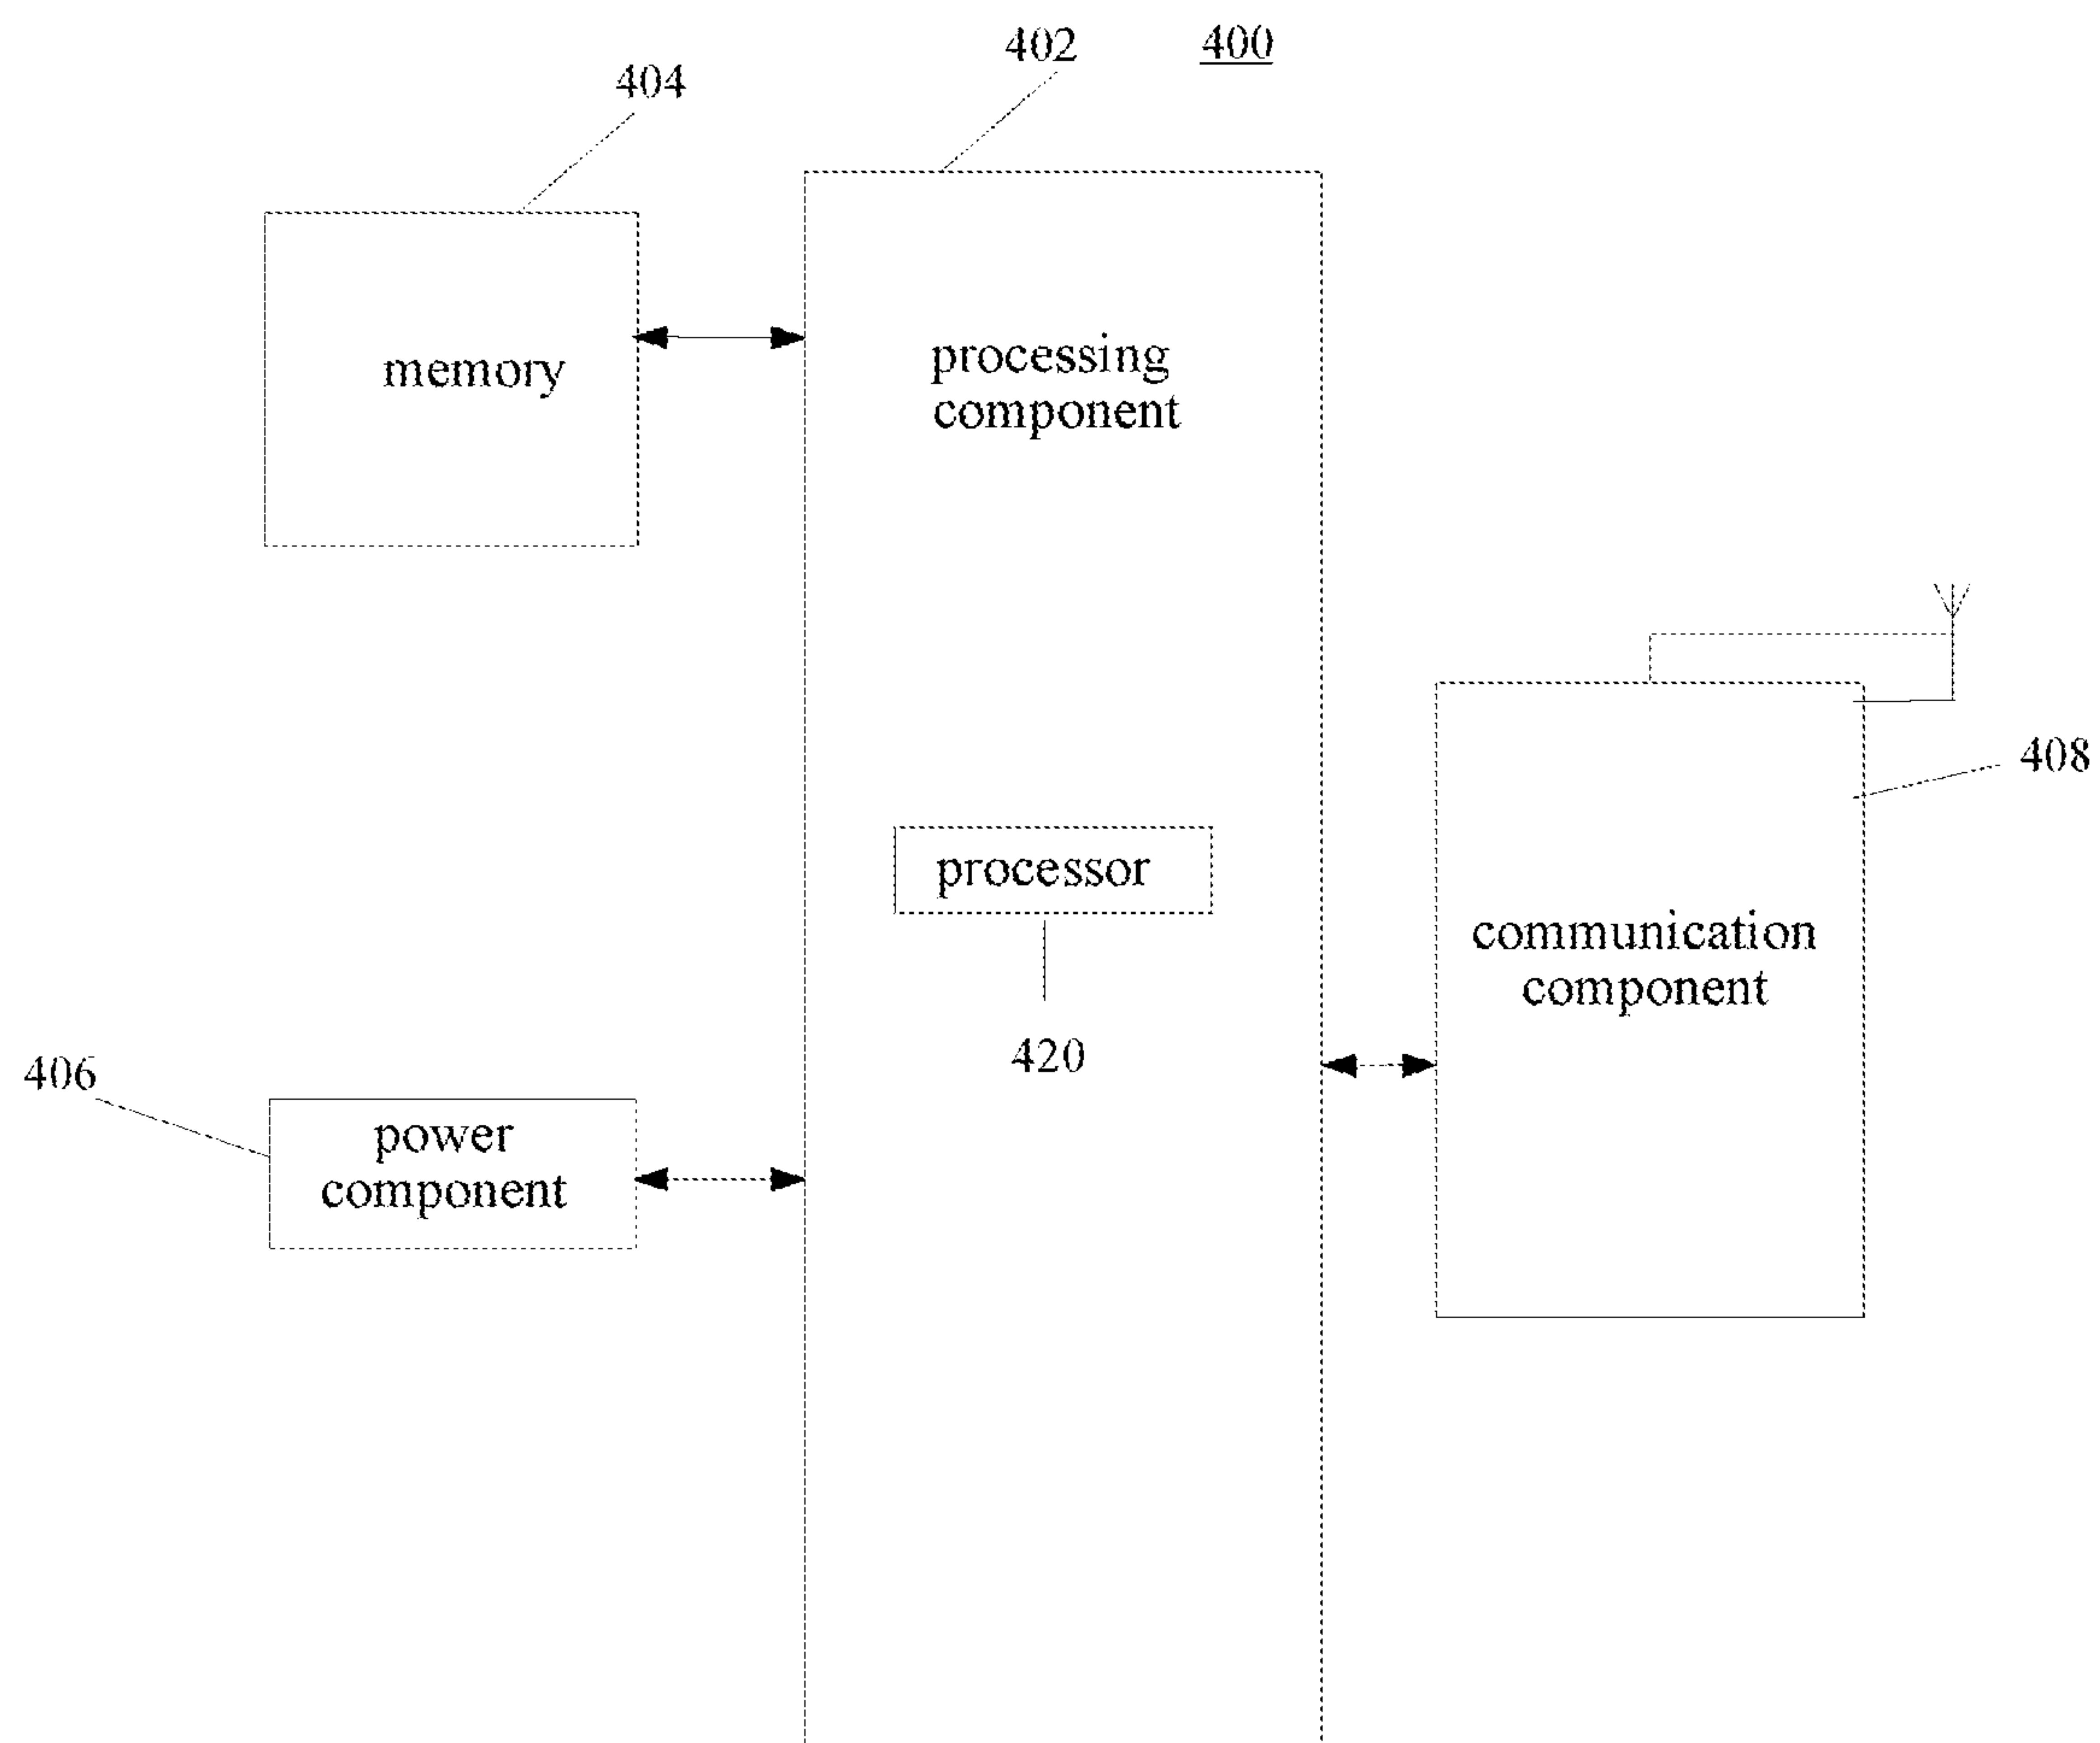 402
400
404
memory
processing
component
408
processor
communication
component
420
406
power
component